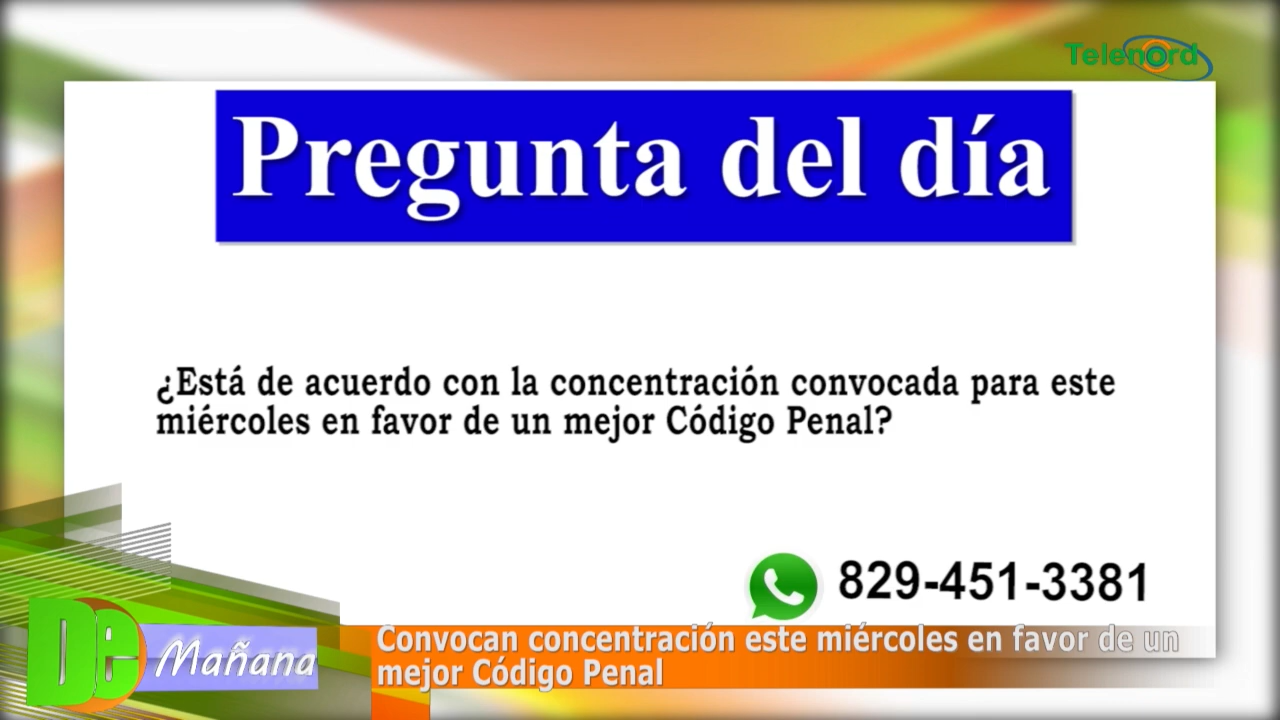 Telenord
Pregunta del día
¿Está de acuerdo con la concentración convocada para este
miércoles en favor de un mejor Código Penal?
829-451-3381
De Mañana
Convocan concentración este miércoles en favor de un
mejor Código Penal